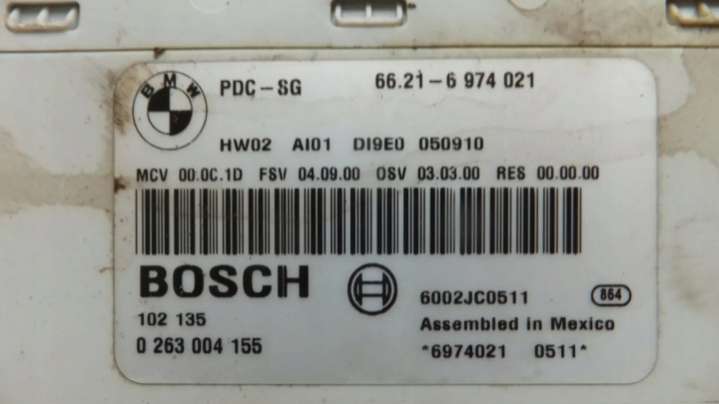 BMW
PDC-SG 66.21-6 974 021
HW02 AI01 DI9E0 050910
MCV 00.0C.1D FSV 04.09.00 OSV 03.03.00 RES 00.00.00
BOSCH
6002JC0511 864
102 135 Assembled in Mexico
0 263 004 155 *6974021 0511*